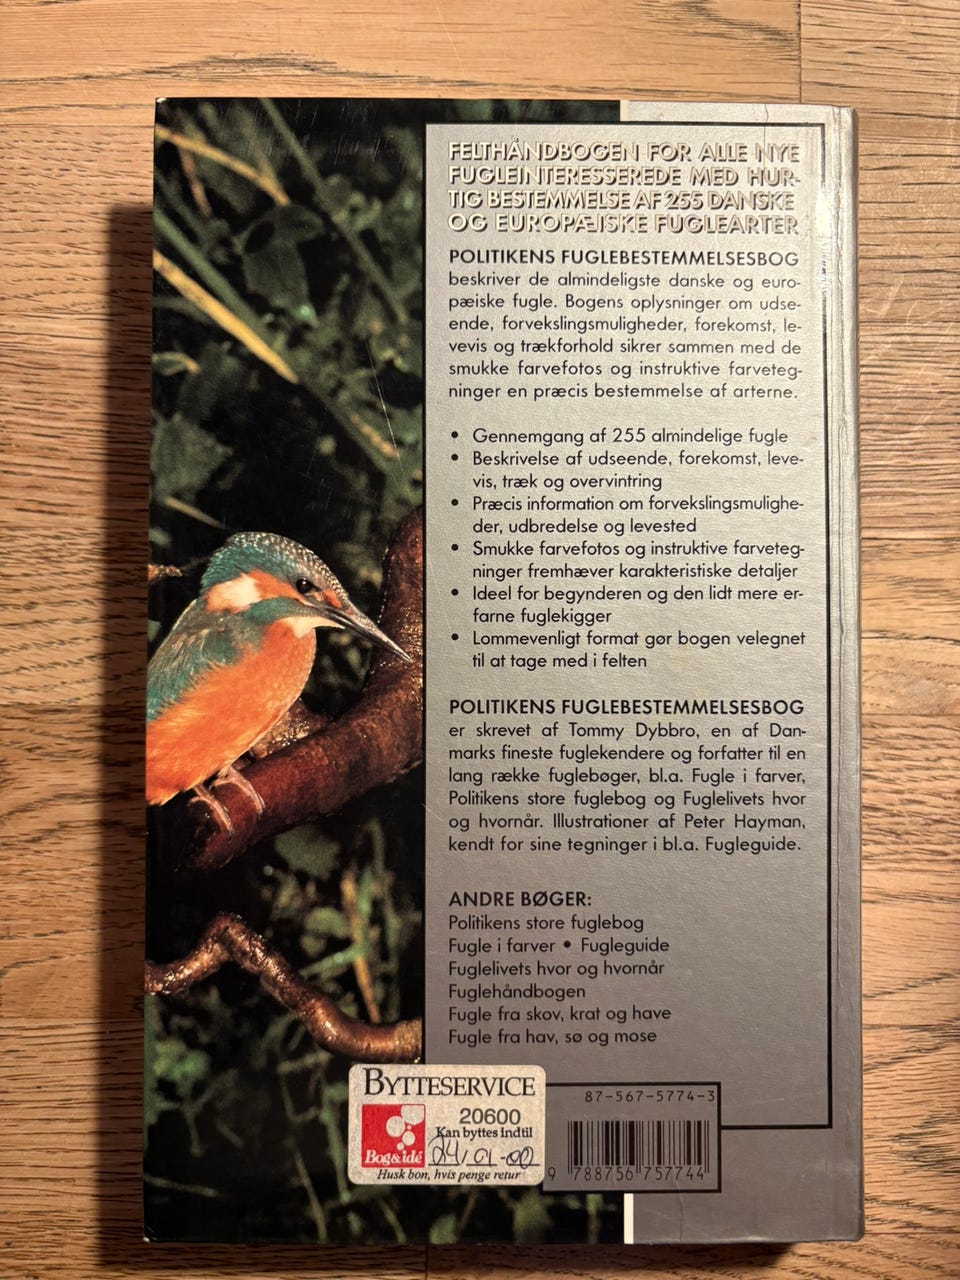 FELTHÅNDBOGEN FOR ALLE NYE
FUGLEINTERESSEREDE MED HUR-
TIG BESTEMMELSE AF 255 DANSKE
OG EUROPÆISKE FUGLEARTER
POLITIKENS FUGLEBESTEMMELSESBOG
beskriver de almindeligste danske og euro-
pæiske fugle. Bogens oplysninger om udse-
ende, forvekslingsmuligheder, forekomst, le-
vevis og trækforhold sikrer sammen med de
smukke farvefotos og instruktive farveteg-
ninger en præcis bestemmelse af arterne.
• Gennemgang af 255 almindelige fugle
• Beskrivelse af udseende, forekomst, leve-
vis, træk og overvintring
• Præcis information om forvekslingsmulighe-
der, udbredelse og levested
• Smukke farvefotos og instruktive farveteg-
ninger fremhæver karakteristiske detaljer
• Ideel for begynderen og den lidt mere er-
farne fuglekigger
• Lommevenligt format gør bogen velegnet
til at tage med i felten
POLITIKENS FUGLEBESTEMMELSESBOG
er skrevet af Tommy Dybbro, en af Dan-
marks fineste fuglekendere og forfatter til en
lang række fuglebøger, bl.a. Fugle i farver,
Politikens store fuglebog og Fuglelivets hvor
og hvornår. Illustrationer af Peter Hayman,
kendt for sine tegninger i bl.a. Fugleguide.
ANDRE BØGER:
Politikens store fuglebog
Fugle i farver • Fugleguide
Fuglelivets hvor og hvornår
Fuglehåndbogen
Fugle fra skov, krat og have
Fugle fra hav, sø og mose
BYTTESERVICE
20600
Kan byttes indtil
Bog&idé 24/01-00
Husk bon, hvis penge retur
87-567-5774-3
9 788756 757744